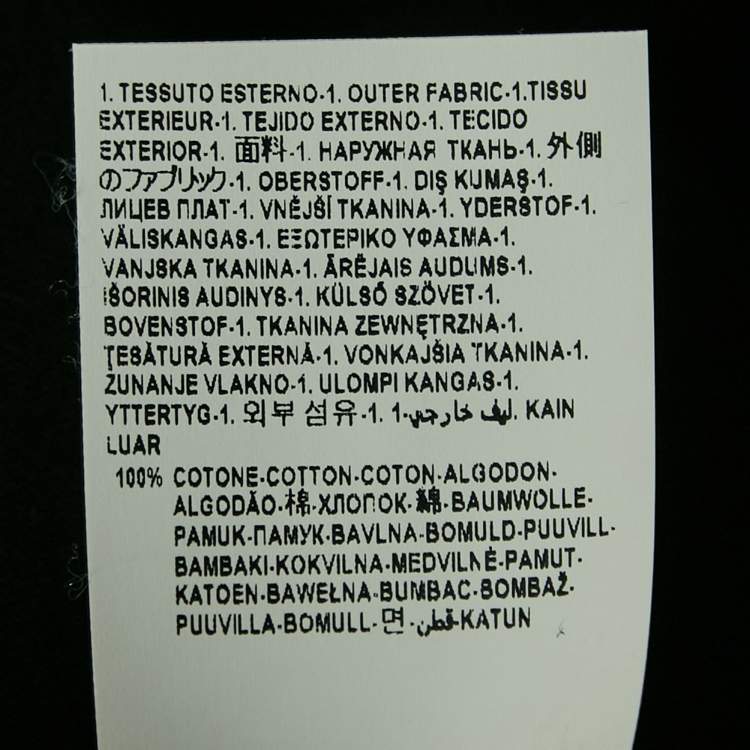 1. TESSUTO ESTERNO-1. OUTER FABRIC-1.TISSU
EXTERIEUR-1. TEJIDO EXTERNO-1. TECIDO
EXTERIOR-1. 面料-1. НАРУЖНАЯ ТКАНЬ-1. 外側
のファブリック-1. OBERSTOFF-1. DIŞ KUMAŞ-1.
ЛИЦЕВ ПЛАТ-1. VNĚJŠÍ TKANINA-1. YDERSTOF-1.
VÄLISKANGAS-1. ΕΞΩΤΕΡΙΚΟ ΥΦΑΣΜΑ-1.
VANJSKA TKANINA-1. ĀRĒJAIS AUDUMS-1.
IŠORINIS AUDINYS-1. KÜLSŐ SZÖVET-1.
BOVENSTOF-1. TKANINA ZEWNĘTRZNA-1.
ŢESĂTURĂ EXTERNĂ-1. VONKAJŠIA TKANINA-1.
ZUNANJE VLAKNO-1. ULOMPI KANGAS-1.
YTTERTYG-1. 외부 섬유-1. 1-ليف خارجي. KAIN
LUAR
100% COTONE-COTTON-COTON-ALGODON-
ALGODÃO-棉-ХЛОПОК-綿-BAUMWOLLE-
PAMUK-ПАМУК-BAVLNA-BOMULD-PUUVILL-
BAMBAKI-KOKVILNA-MEDVILNĖ-PAMUT-
KATOEN-BAWEŁNA-BUMBAC-BOMBAŽ-
PUUVILLA-BOMULL-면-قطن-KATUN